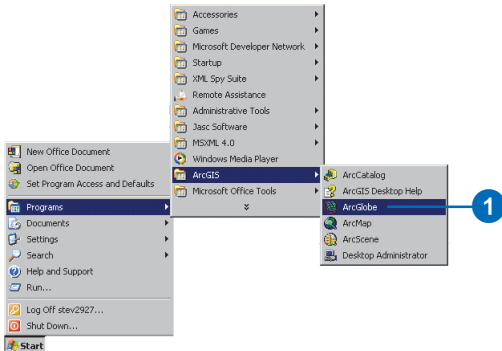 Accessories
Games
Microsoft Developer Network
Startup
XML Spy Suite
Remote Assistance
Administrative Tools
Jasc Software
MSXML 4.0
Windows Media Player
ArcGIS
Microsoft Office Tools
New Office Document
Open Office Document
Set Program Access and Defaults
Programs
Documents
Settings
Search
Help and Support
Run...
Log Off stev2927...
Shut Down...
Start
ArcCatalog
ArcGIS Desktop Help
ArcGlobe
ArcMap
ArcScene
Desktop Administrator
1